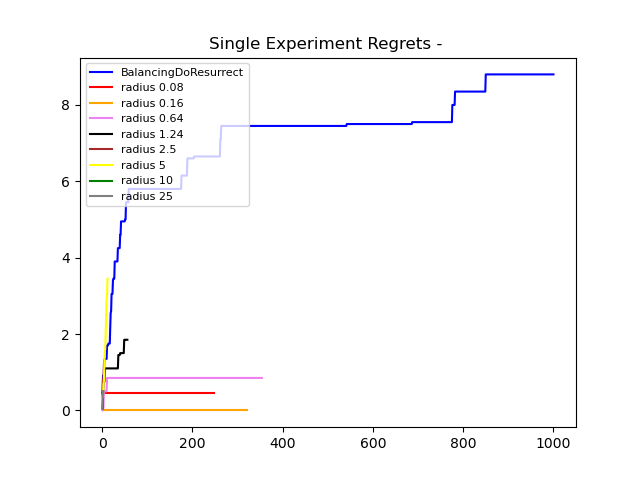 Single Experiment Regrets -
BalancingDoResurrect
radius 0.08
radius 0.16
radius 0.64
radius 1.24
radius 2.5
radius 5
radius 10
radius 25
8
6
4
2
0
0 200 400 600 800 1000